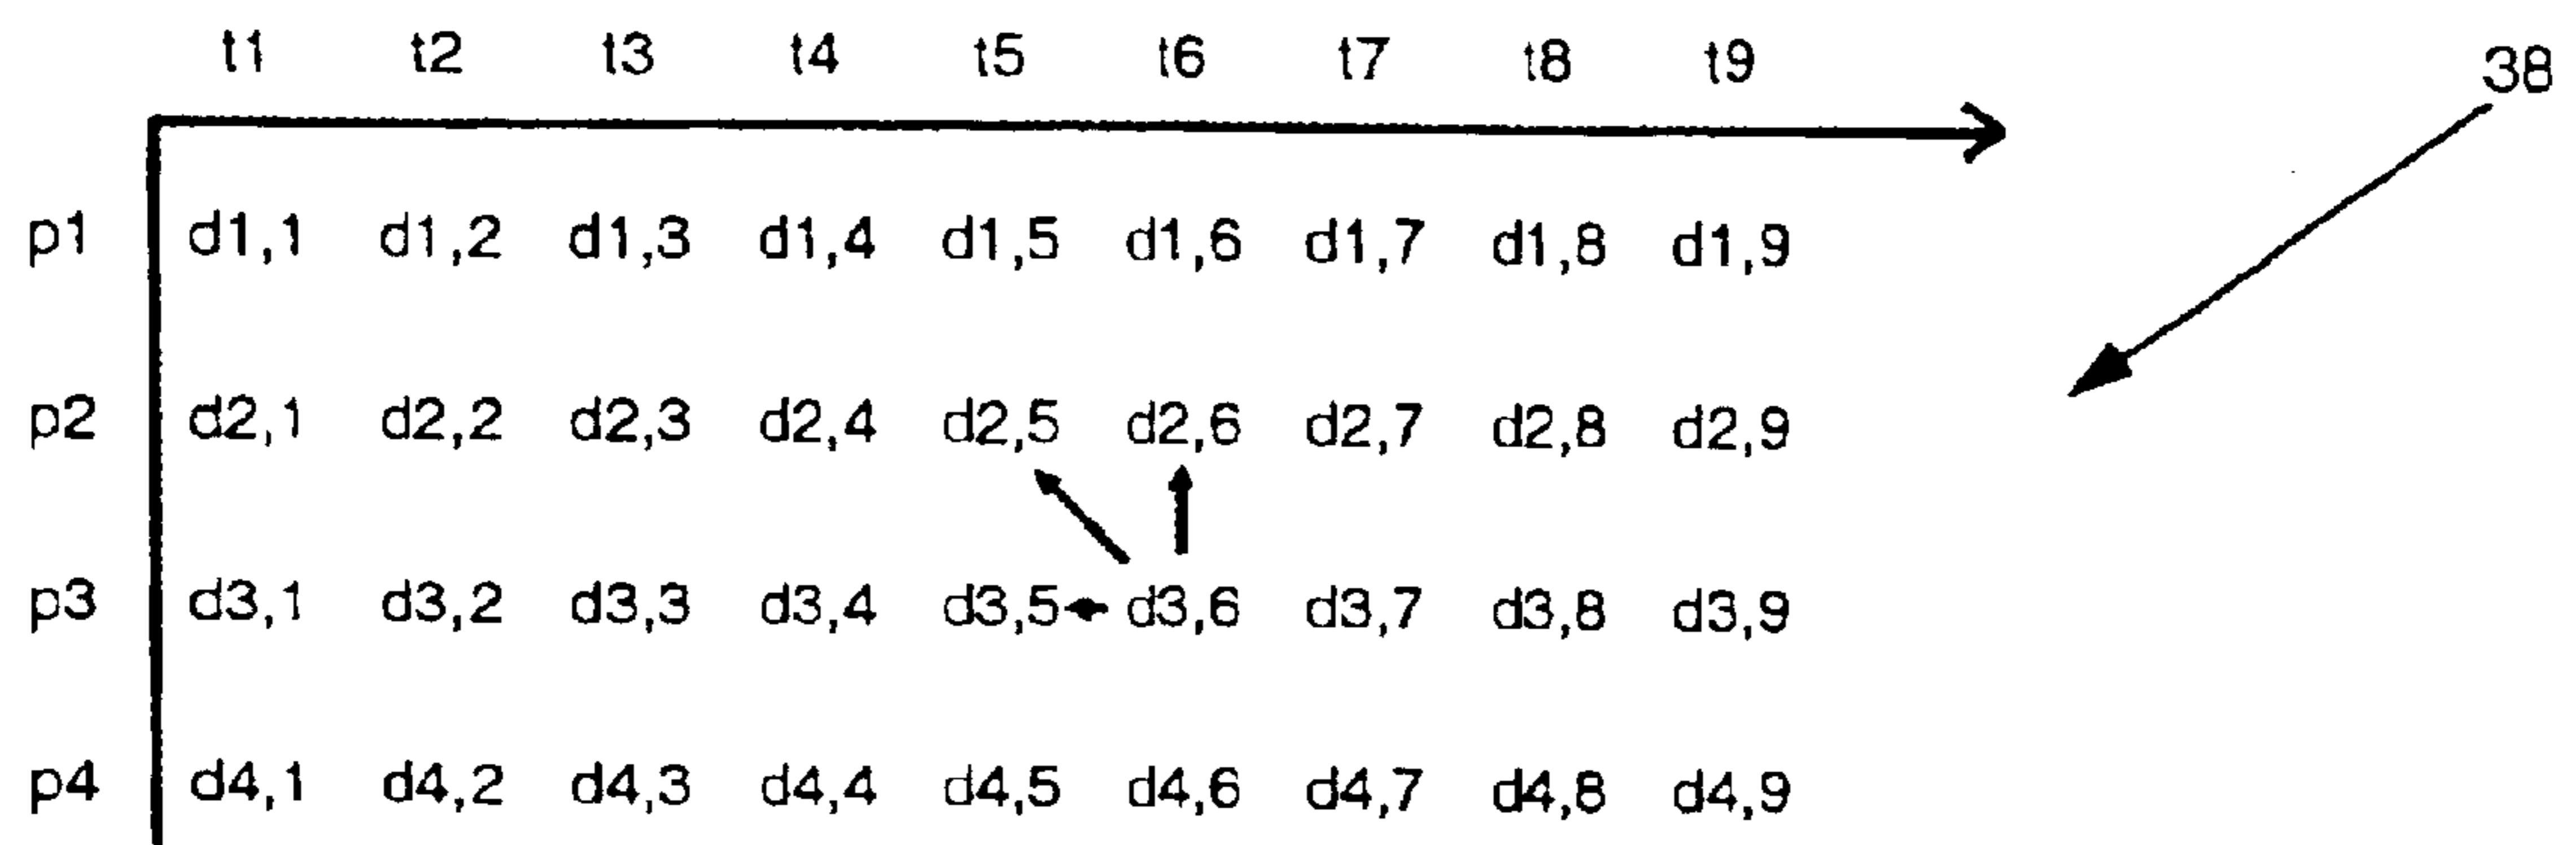 t1 t2 t3 t4 t5 t6 t7 t8 t9 38
p1 d1,1 d1,2 d1,3 d1,4 d1,5 d1,6 d1,7 d1,8 d1,9
p2 d2,1 d2,2 d2,3 d2,4 d2,5 d2,6 d2,7 d2,8 d2,9
p3 d3,1 d3,2 d3,3 d3,4 d3,5 d3,6 d3,7 d3,8 d3,9
p4 d4,1 d4,2 d4,3 d4,4 d4,5 d4,6 d4,7 d4,8 d4,9